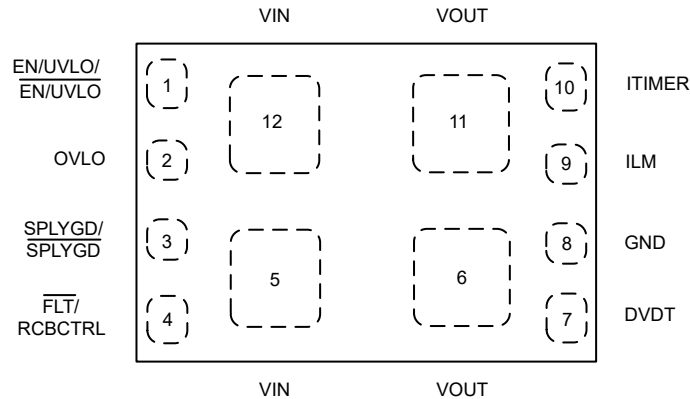 VIN VOUT
EN/UVLO/
EN/UVLO
1
12
11
10
ITIMER
OVLO
2
9
ILM
SPLYGD/
SPLYGD
3
8
GND
5
6
FLT/
RCBCTRL
4
7
DVDT
VIN VOUT